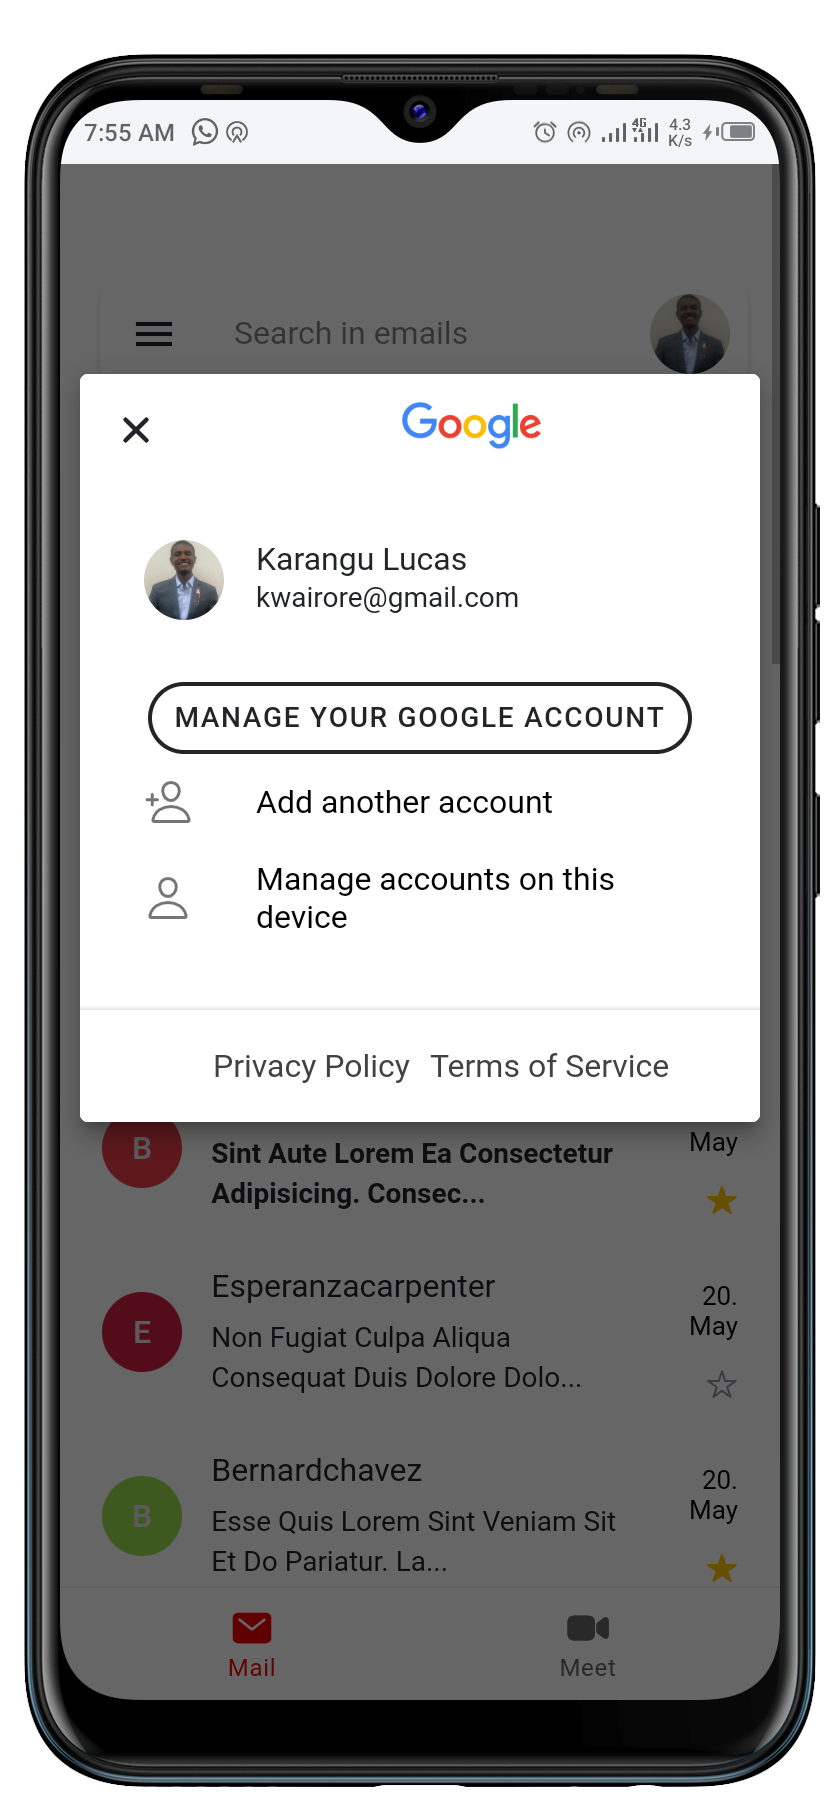 7:55 AM
4G
4.3
K/s
Search in emails
Google
Karangu Lucas
kwairore@gmail.com
MANAGE YOUR GOOGLE ACCOUNT
Add another account
Manage accounts on this
device
Privacy Policy Terms of Service
B
Sint Aute Lorem Ea Consectetur
Adipisicing. Consec...
May
E
Esperanzacarpenter
Non Fugiat Culpa Aliqua
Consequat Duis Dolore Dolo...
20.
May
B
Bernardchavez
Esse Quis Lorem Sint Veniam Sit
Et Do Pariatur. La...
20.
May
Mail
Meet